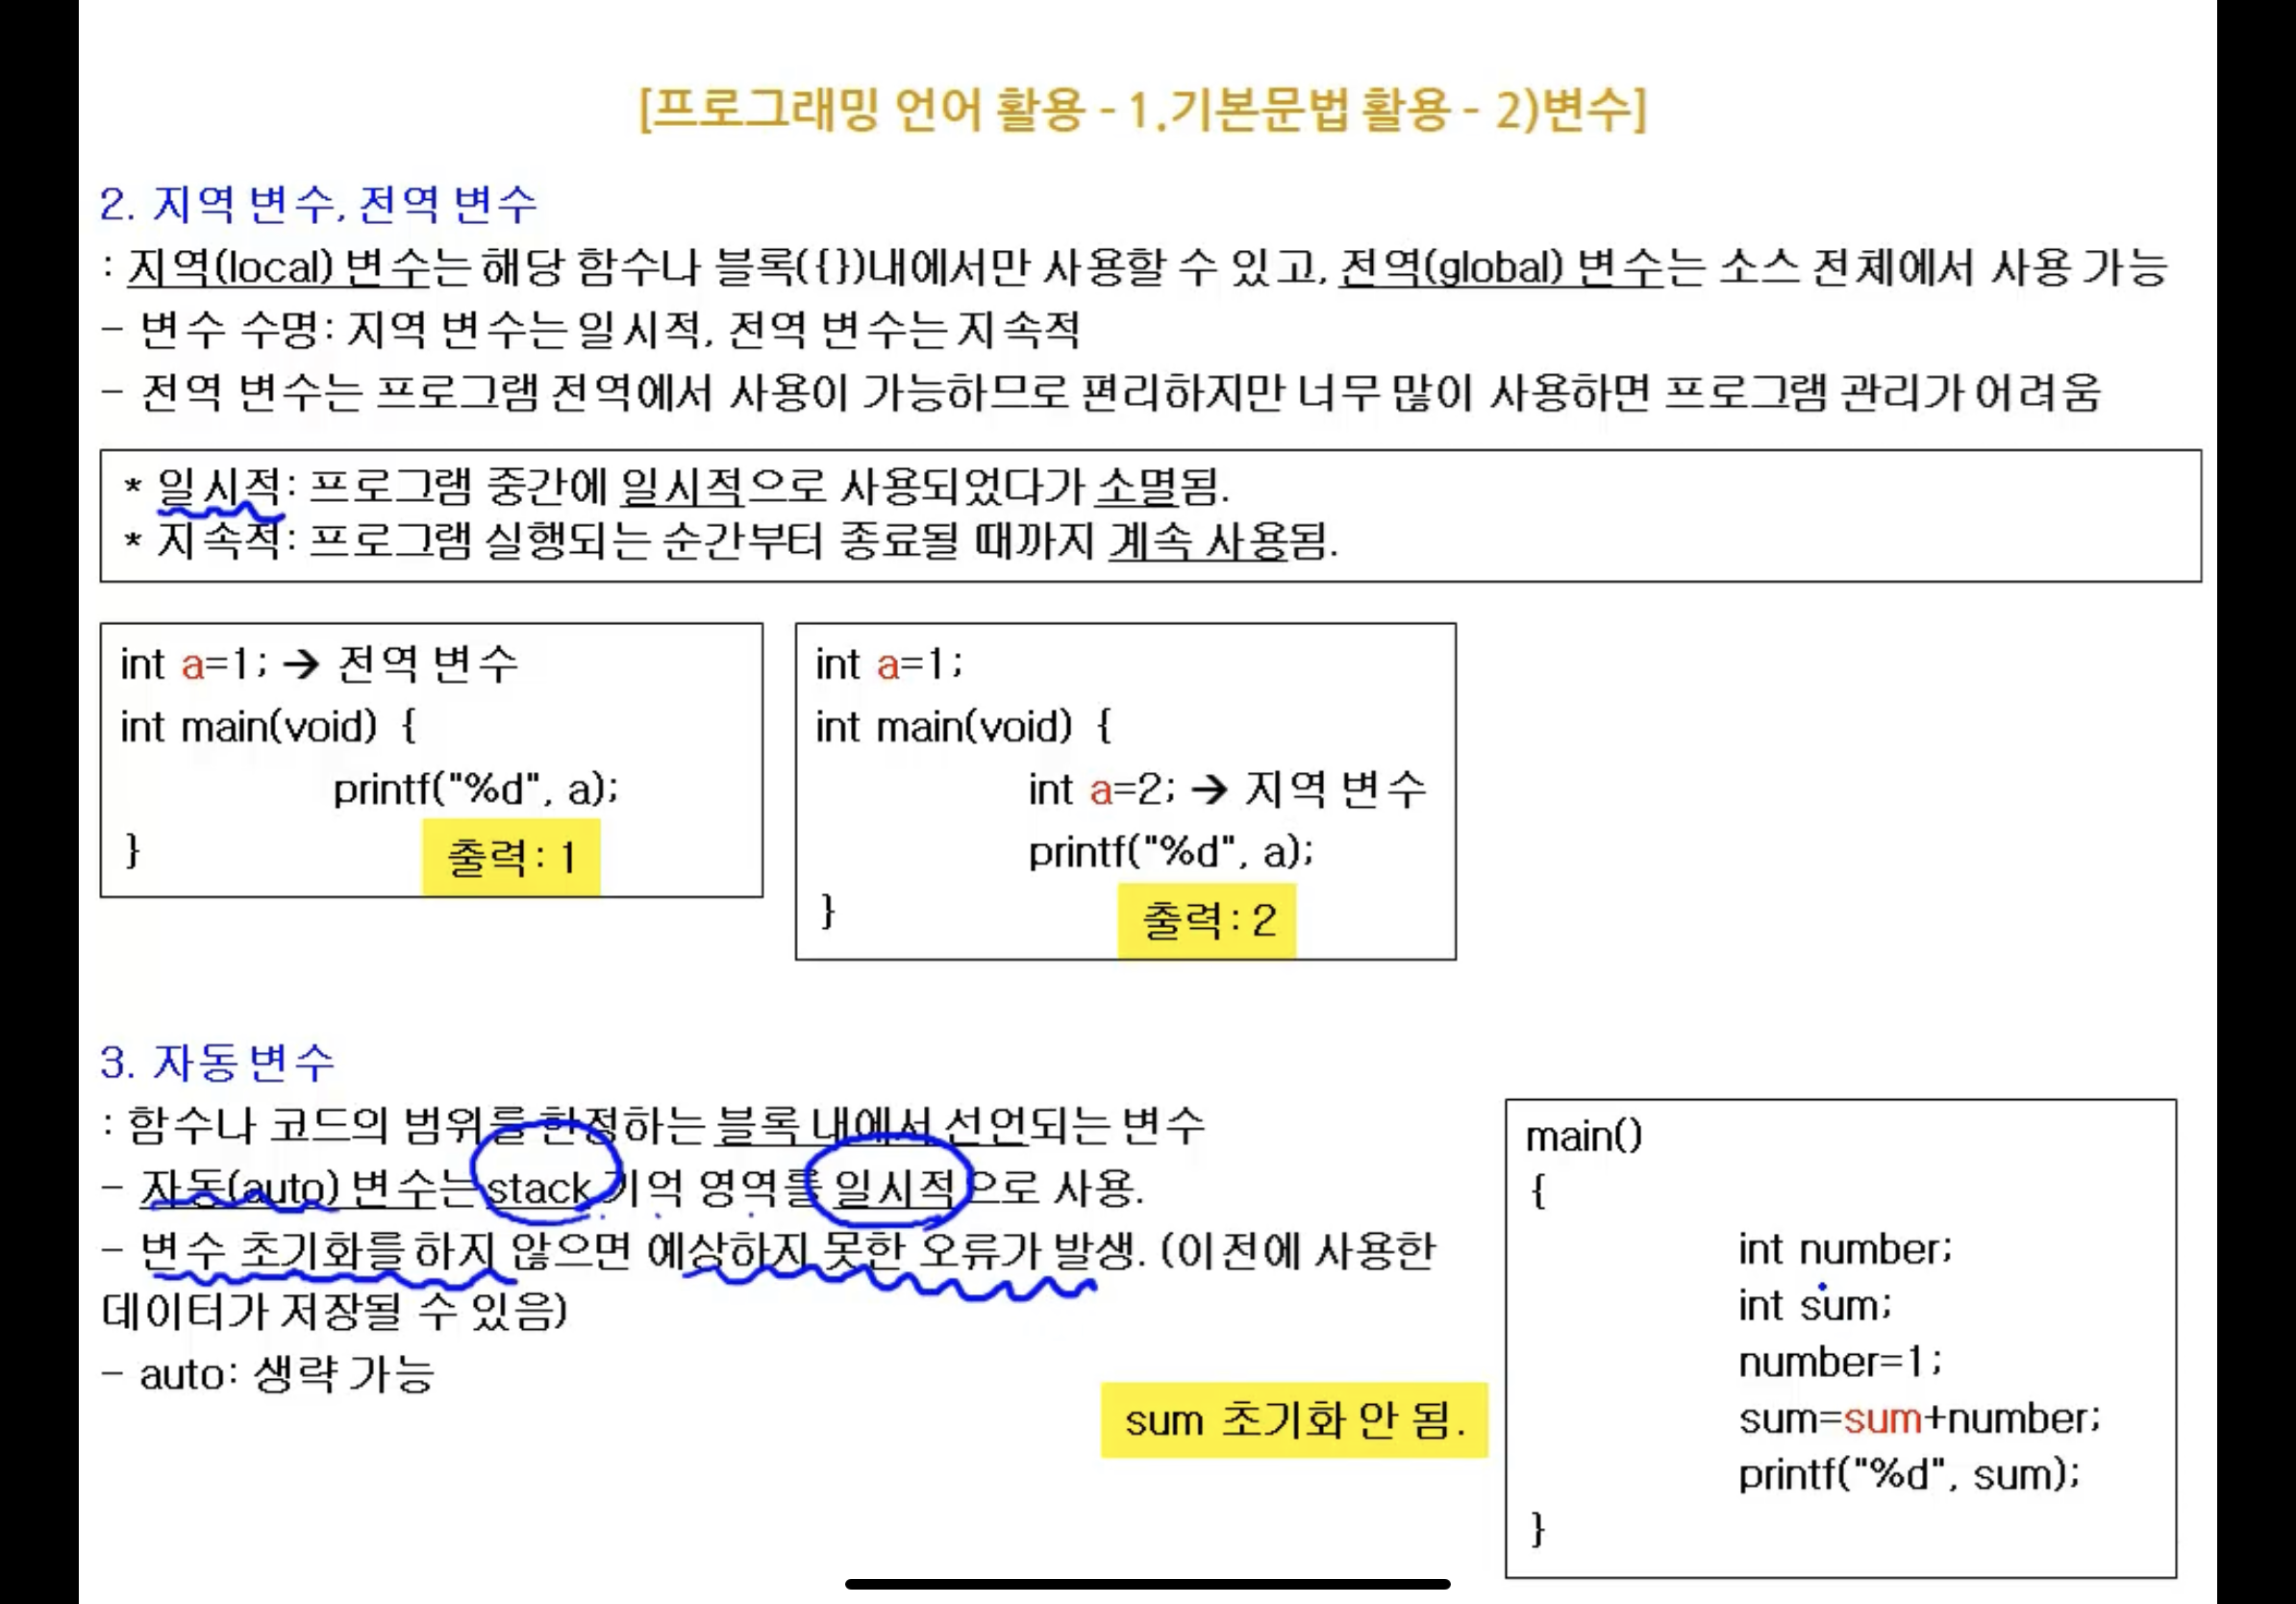 [프로그래밍 언어 활용 - 1.기본문법 활용 - 2)변수]
2. 지역 변수, 전역 변수
: 지역(local) 변수는 해당 함수나 블록({})내에서만 사용할 수 있고, 전역(global) 변수는 소스 전체에서 사용 가능
- 변수 수명: 지역 변수는 일시적, 전역 변수는 지속적
- 전역 변수는 프로그램 전역에서 사용이 가능하므로 편리하지만 너무 많이 사용하면 프로그램 관리가 어려움
* 일시적: 프로그램 중간에 일시적으로 사용되었다가 소멸됨.
* 지속적: 프로그램 실행되는 순간부터 종료될 때까지 계속 사용됨.
int a=1; → 전역 변수
int main(void) {
printf("%d", a);
}
출력: 1
int a=1;
int main(void) {
int a=2; → 지역 변수
printf("%d", a);
}
출력: 2
3. 자동 변수
: 함수나 코드의 범위를 한정하는 블록 내에서 선언되는 변수
- 자동(auto) 변수는 stack 기억 영역을 일시적으로 사용.
- 변수 초기화를 하지 않으면 예상하지 못한 오류가 발생. (이전에 사용한
데이터가 저장될 수 있음)
- auto: 생략 가능
sum 초기화 안 됨.
main()
{
int number;
int sum;
number=1;
sum=sum+number;
printf("%d", sum);
}